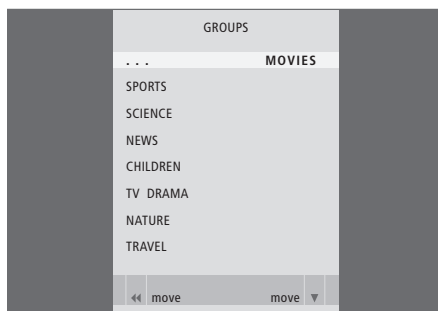 GROUPS
. . . MOVIES
SPORTS
SCIENCE
NEWS
CHILDREN
TV DRAMA
NATURE
TRAVEL
move move